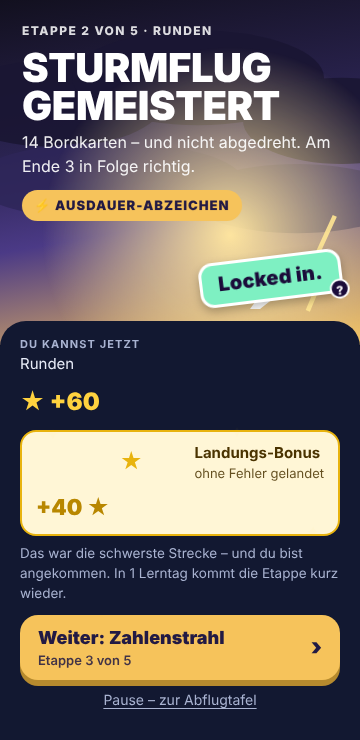 ETAPPE 2 VON 5 · RUNDEN
STURMFLUG
GEMEISTERT
14 Bordkarten – und nicht abgedreht. Am
Ende 3 in Folge richtig.
⚡ AUSDAUER-ABZEICHEN
Locked in.
?
DU KANNST JETZT
Runden
★ +60
★
Landungs-Bonus
ohne Fehler gelandet
+40 ★
Das war die schwerste Strecke – und du bist
angekommen. In 1 Lerntag kommt die Etappe kurz
wieder.
Weiter: Zahlenstrahl
Etappe 3 von 5
›
Pause – zur Abflugtafel